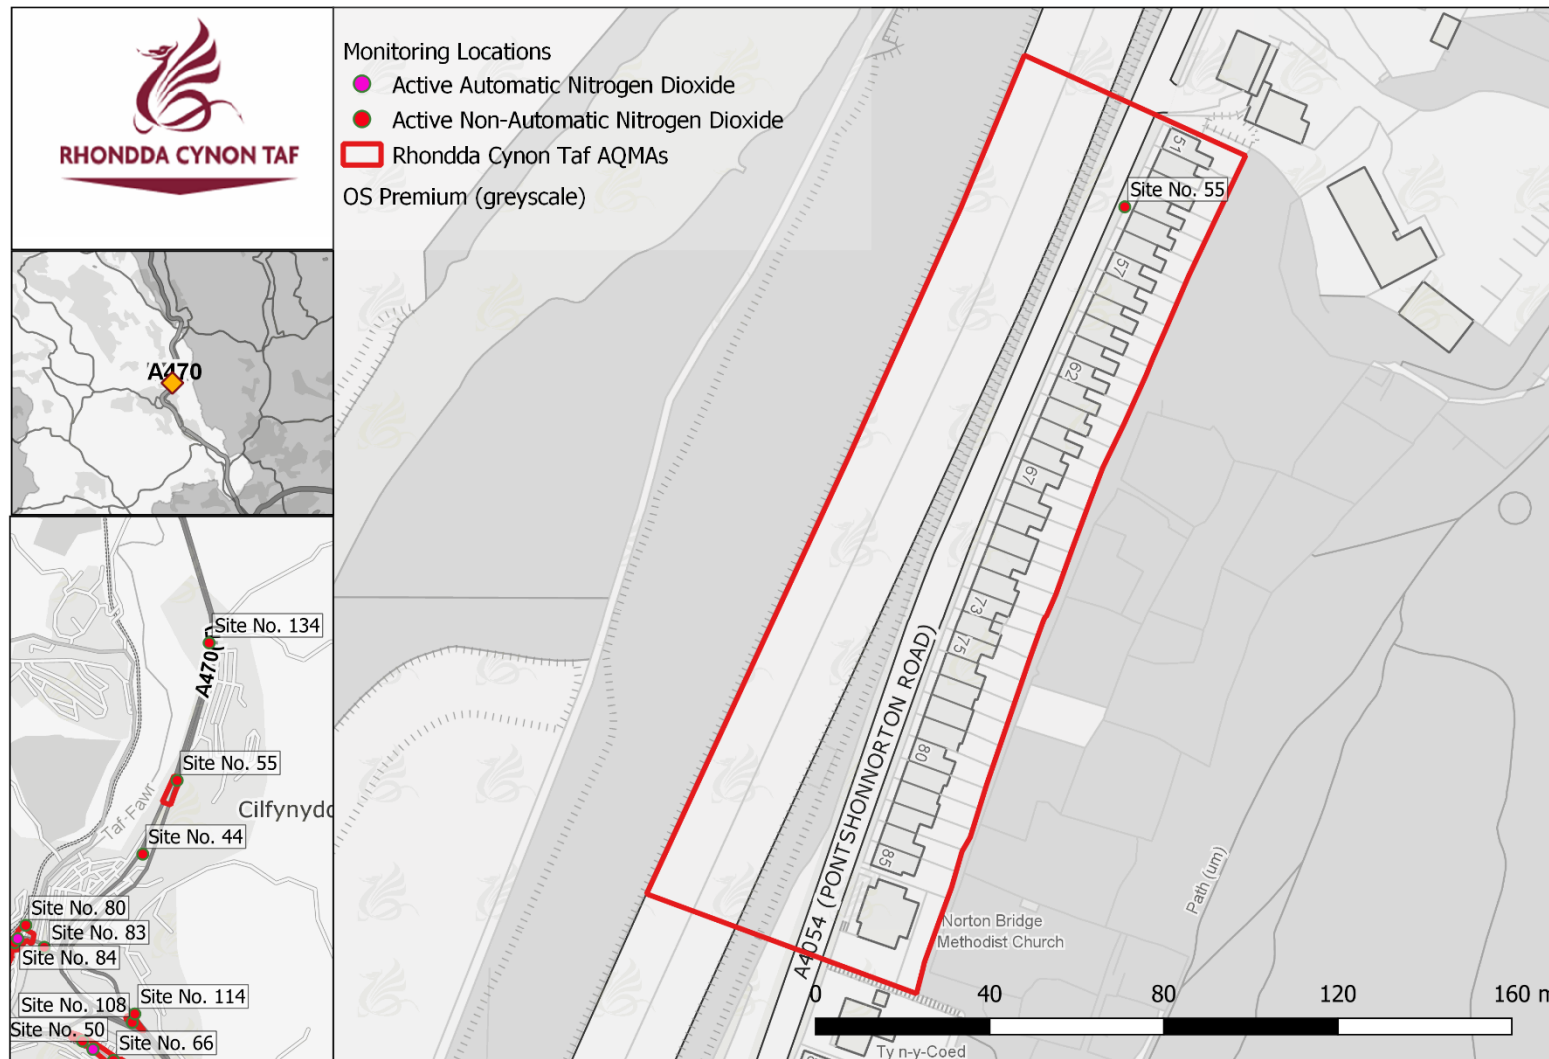 RHONDDA CYNON TAF
Monitoring Locations
Active Automatic Nitrogen Dioxide
Active Non-Automatic Nitrogen Dioxide
Rhondda Cynon Taf AQMAs
OS Premium (greyscale)
A470
Site No. 134
A470(
Site No. 55
Cilfynydd
Taf-Fawr
Site No. 44
Site No. 80
Site No. 83
Site No. 84
Site No. 108
Site No. 114
Site No. 50
Site No. 66
51
Site No. 55
57
62
67
73
75
80
85
A4054 (PONTSHONNORTON ROAD)
Norton Bridge
Methodist Church
Path (um)
Ty n-y-Coed
0 40 80 120 160 m